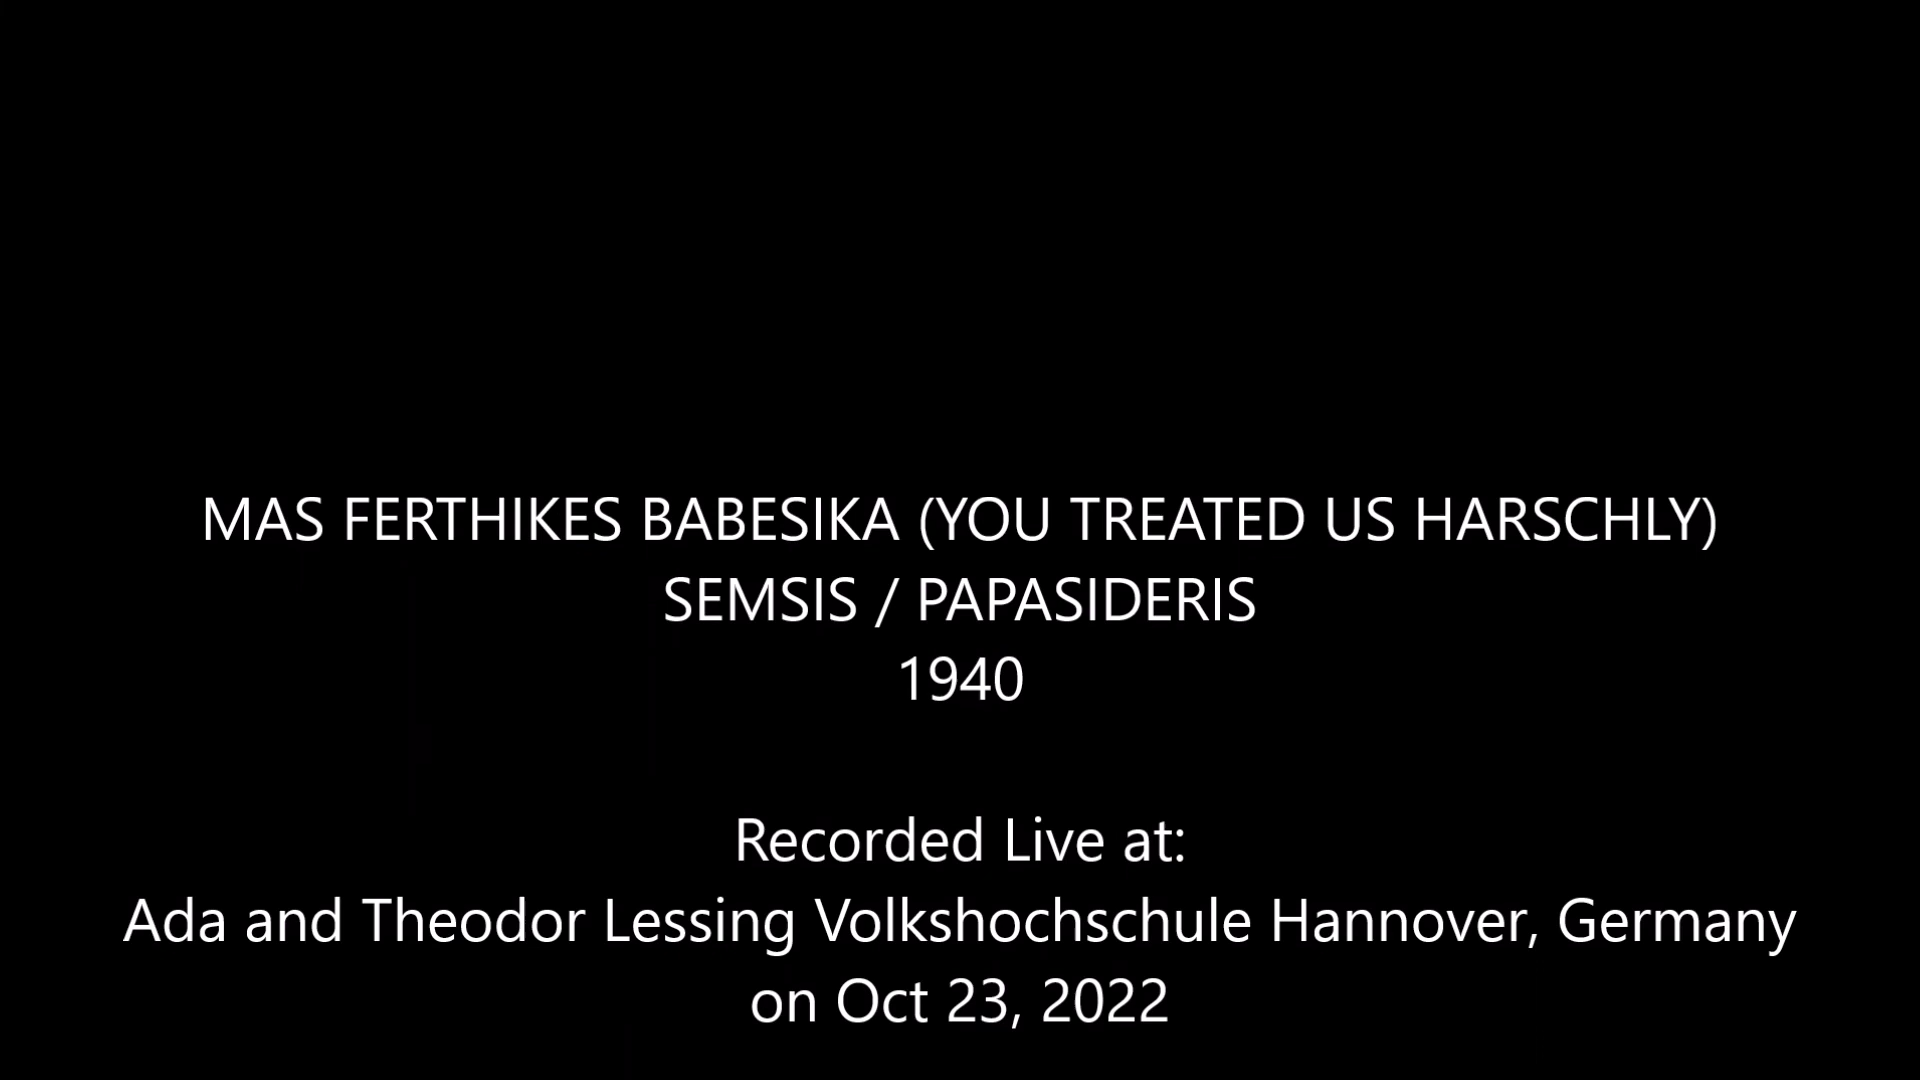 MAS FERTHIKES BABESIKA (YOU TREATED US HARSCHLY)
SEMSIS / PAPASIDERIS
1940
Recorded Live at:
Ada and Theodor Lessing Volkshochschule Hannover, Germany
on Oct 23, 2022